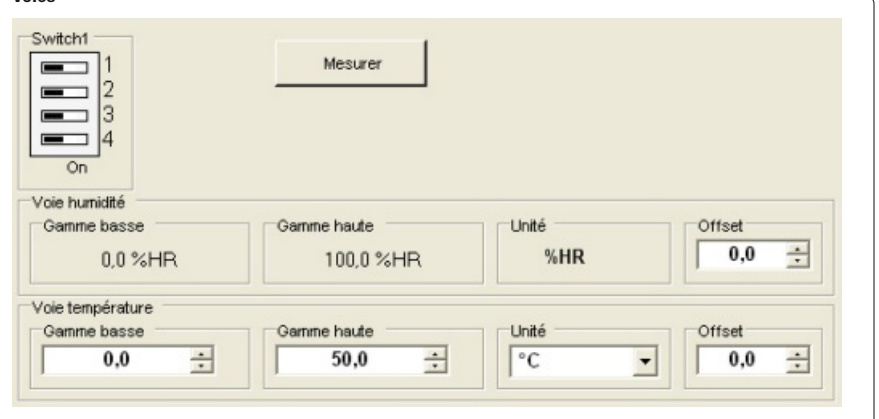 Voies
Switch1
1
2
3
4
On
Mesurer
Voie humidité
Gamme basse
0,0 %HR
Gamme haute
100,0 %HR
Unité
%HR
Offset
0,0
Voie température
Gamme basse
0,0
Gamme haute
50,0
Unité
°C
Offset
0,0